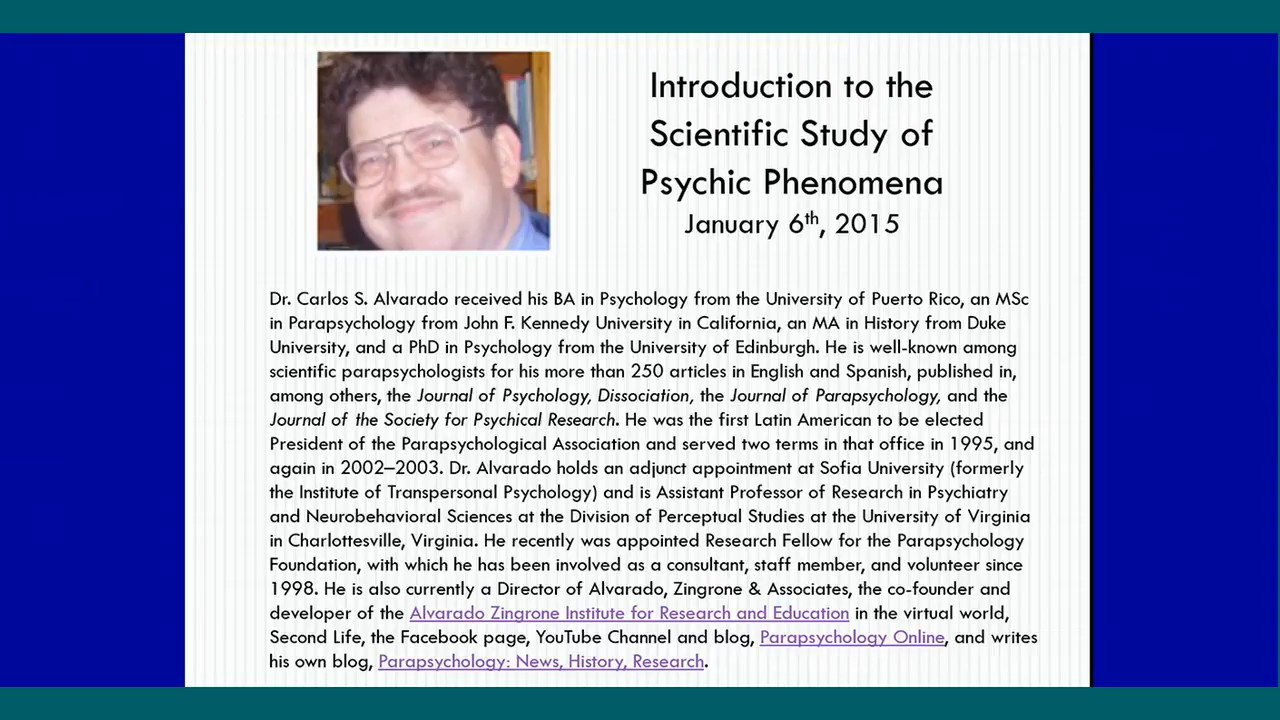 Introduction to the
Scientific Study of
Psychic Phenomena
January 6th, 2015
Dr. Carlos S. Alvarado received his BA in Psychology from the University of Puerto Rico, an MSc
in Parapsychology from John F. Kennedy University in California, an MA in History from Duke
University, and a PhD in Psychology from the University of Edinburgh. He is well-known among
scientific parapsychologists for his more than 250 articles in English and Spanish, published in,
among others, the Journal of Psychology, Dissociation, the Journal of Parapsychology, and the
Journal of the Society for Psychical Research. He was the first Latin American to be elected
President of the Parapsychological Association and served two terms in that office in 1995, and
again in 2002–2003. Dr. Alvarado holds an adjunct appointment at Sofia University (formerly
the Institute of Transpersonal Psychology) and is Assistant Professor of Research in Psychiatry
and Neurobehavioral Sciences at the Division of Perceptual Studies at the University of Virginia
in Charlottesville, Virginia. He recently was appointed Research Fellow for the Parapsychology
Foundation, with which he has been involved as a consultant, staff member, and volunteer since
1998. He is also currently a Director of Alvarado, Zingrone & Associates, the co-founder and
developer of the Alvarado Zingrone Institute for Research and Education in the virtual world,
Second Life, the Facebook page, YouTube Channel and blog, Parapsychology Online, and writes
his own blog, Parapsychology: News, History, Research.